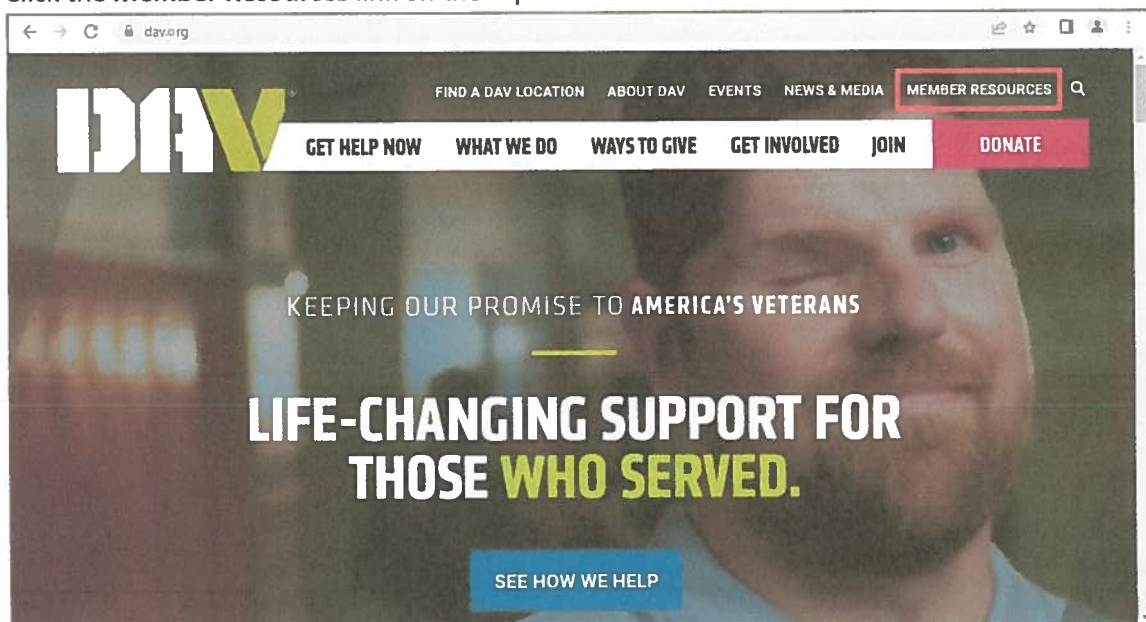 dav.org
FIND A DAV LOCATION ABOUT DAV EVENTS NEWS & MEDIA MEMBER RESOURCES
DAV
GET HELP NOW WHAT WE DO WAYS TO GIVE GET INVOLVED JOIN DONATE
KEEPING OUR PROMISE TO AMERICA'S VETERANS
LIFE-CHANGING SUPPORT FOR
THOSE WHO SERVED.
SEE HOW WE HELP